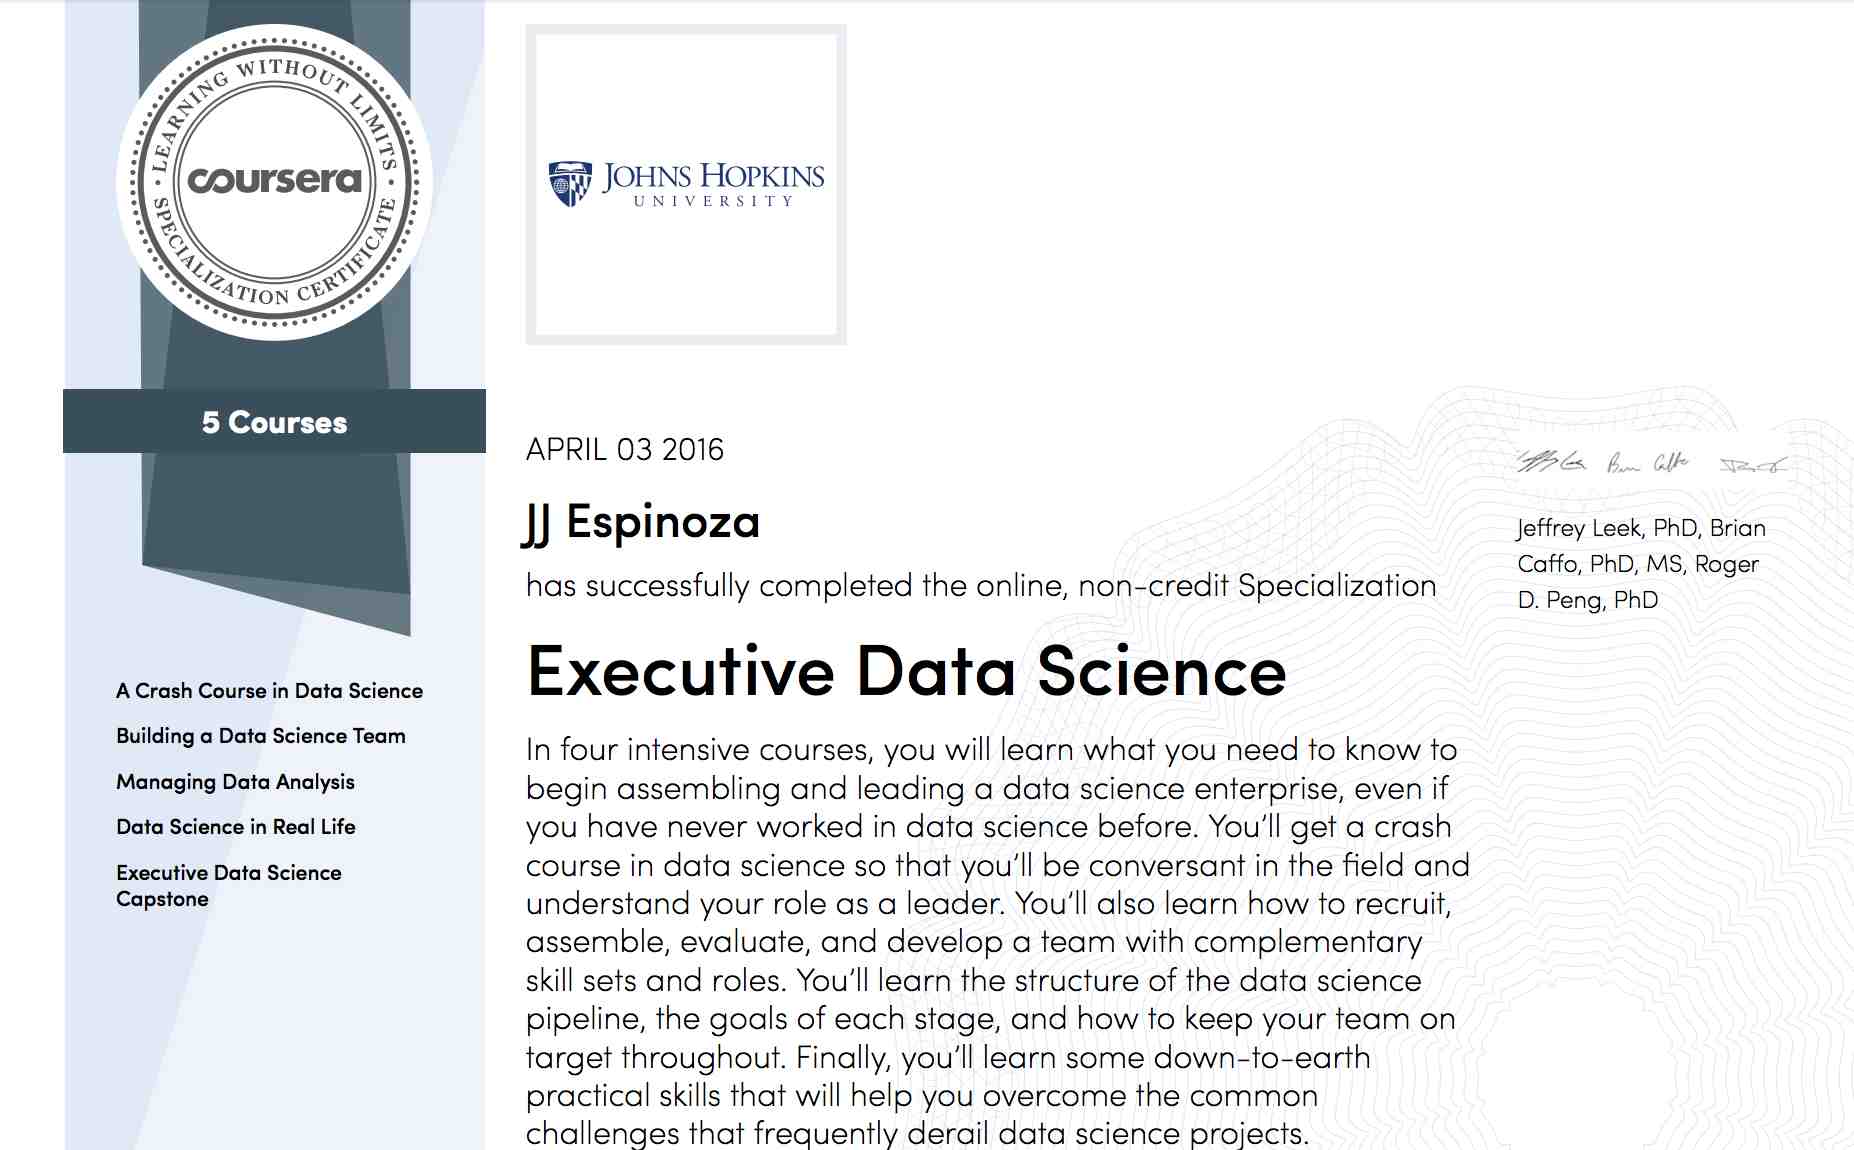 LEARNING WITHOUT LIMITS
coursera
SPECIALIZATION CERTIFICATE
5 Courses
A Crash Course in Data Science
Building a Data Science Team
Managing Data Analysis
Data Science in Real Life
Executive Data Science
Capstone
JOHNS HOPKINS
UNIVERSITY
APRIL 03 2016
JJ Espinoza
has successfully completed the online, non-credit Specialization
Executive Data Science
In four intensive courses, you will learn what you need to know to
begin assembling and leading a data science enterprise, even if
you have never worked in data science before. You’ll get a crash
course in data science so that you’ll be conversant in the field and
understand your role as a leader. You’ll also learn how to recruit,
assemble, evaluate, and develop a team with complementary
skill sets and roles. You’ll learn the structure of the data science
pipeline, the goals of each stage, and how to keep your team on
target throughout. Finally, you’ll learn some down-to-earth
practical skills that will help you overcome the common
challenges that frequently derail data science projects.
Jeffrey Leek, PhD, Brian
Caffo, PhD, MS, Roger
D. Peng, PhD